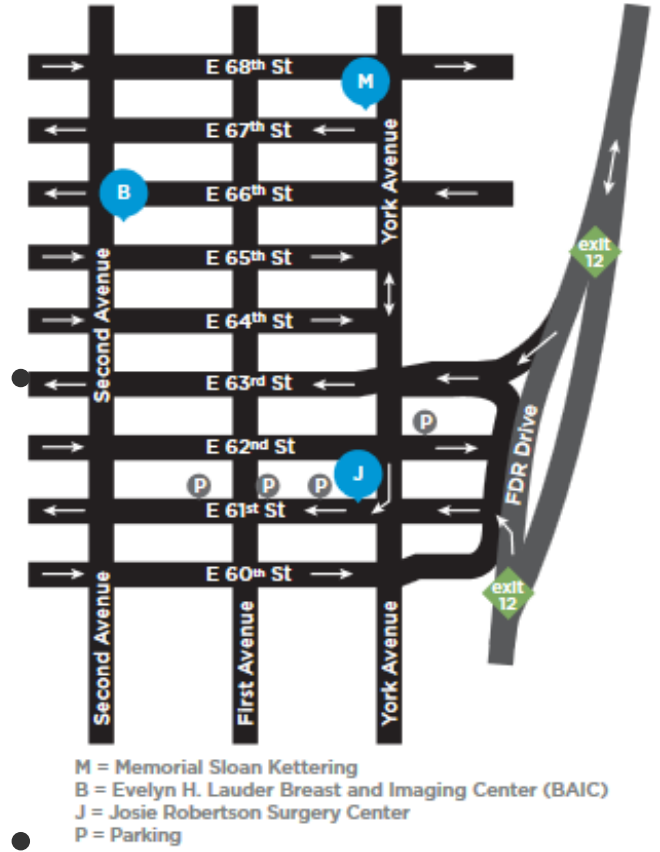 E 68th St
M
E 67th St
B
E 66th St
York Avenue
exit
12
E 65th St
Second Avenue
E 64th St
E 63rd St
P
E 62nd St
FDR Drive
J
P
P
P
E 61st St
E 60th St
exit
12
Second Avenue
First Avenue
York Avenue
M = Memorial Sloan Kettering
B = Evelyn H. Lauder Breast and Imaging Center (BAIC)
J = Josie Robertson Surgery Center
P = Parking